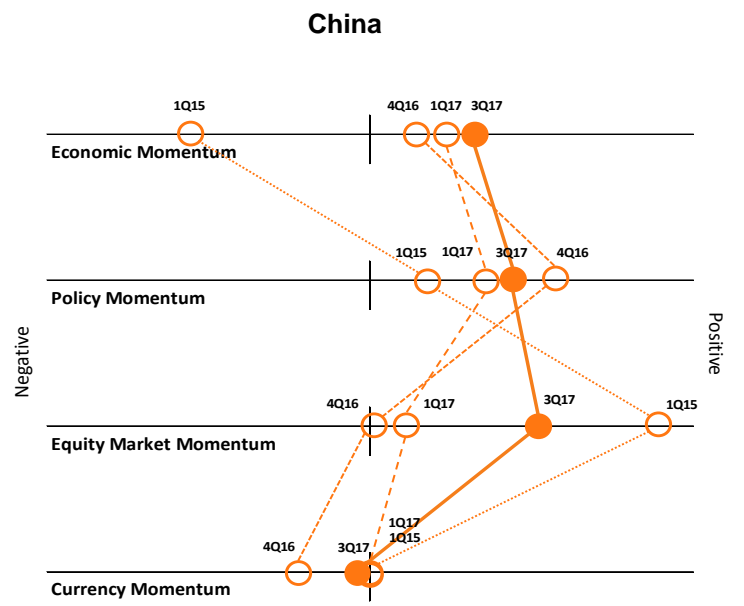 China
1Q15
4Q16 1Q17 3Q17
Economic Momentum
1Q15 1Q17 3Q17 4Q16
Policy Momentum
Negative
Positive
4Q16 1Q17 3Q17 1Q15
Equity Market Momentum
1Q17
1Q15
4Q16 3Q17
Currency Momentum